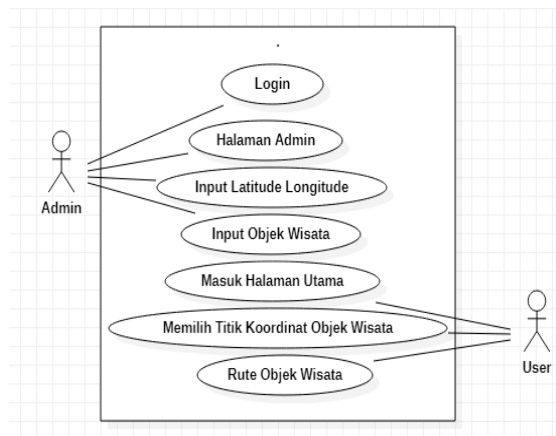 Login
Halaman Admin
Input Latitude Longitude
Admin
Input Objek Wisata
Masuk Halaman Utama
Memilih Titik Koordinat Objek Wisata
User
Rute Objek Wisata